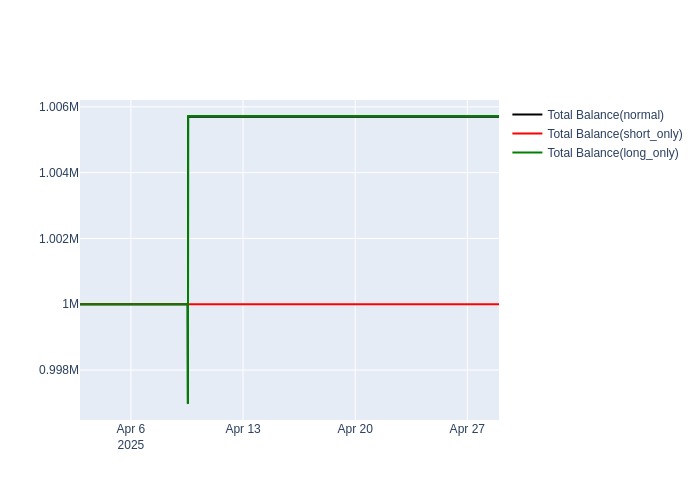 1.006M
1.004M
1.002M
1M
0.998M
Apr 6
2025
Apr 13
Apr 20
Apr 27
Total Balance(normal)
Total Balance(short_only)
Total Balance(long_only)